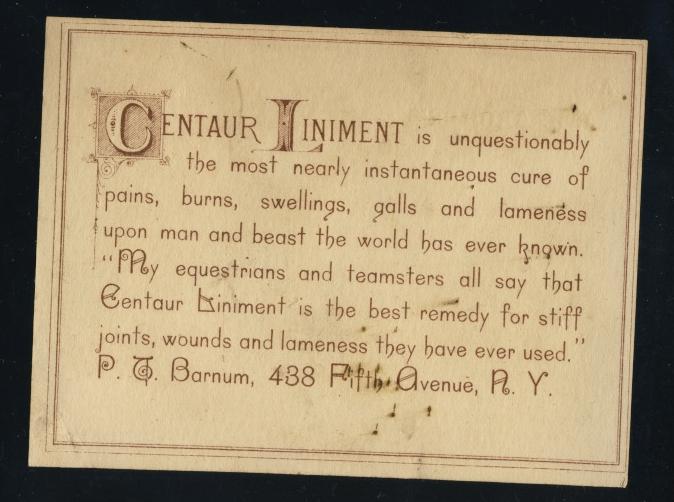 CENTAUR LINIMENT is unquestionably
the most nearly instantaneous cure of
pains, burns, swellings, galls and lameness
upon man and beast the world has ever known.
“My equestrians and teamsters all say that
Centaur Liniment is the best remedy for stiff
joints, wounds and lameness they have ever used.”
P. T. Barnum, 438 Fifth Avenue, N. Y.